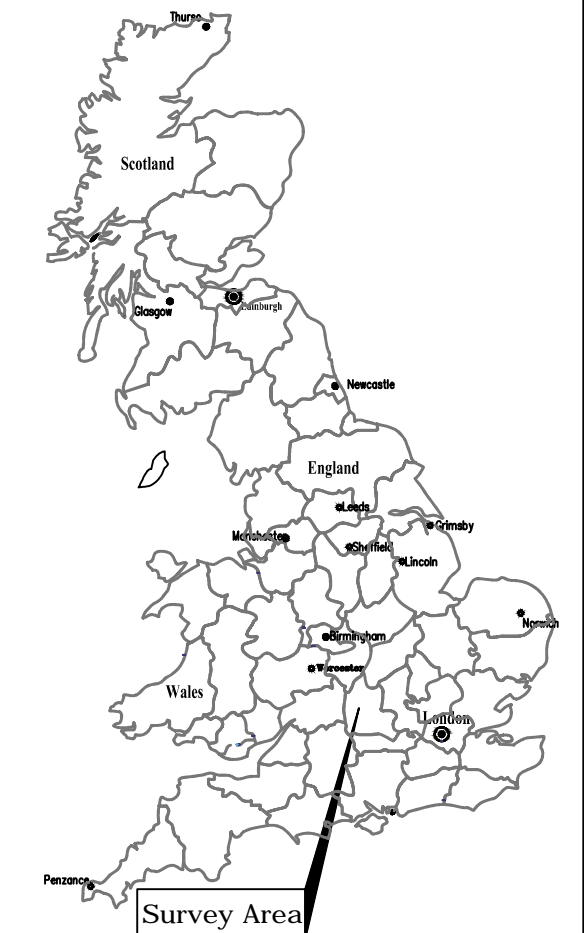 Thurso
Scotland
Edinburgh
Glasgow
Newcastle
England
Leeds
Grimsby
Manchester
Sheffield
Lincoln
Norwich
Birmingham
Worcester
Wales
London
Penzance
Survey Area